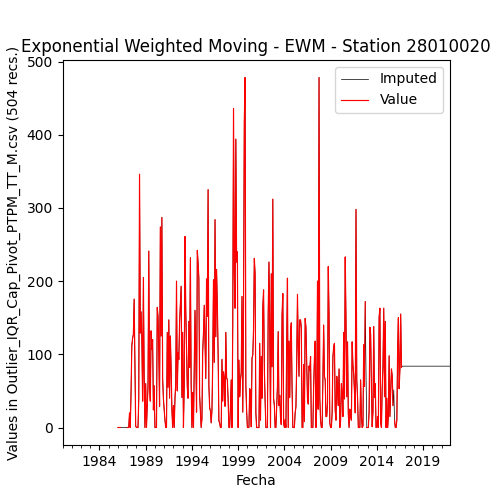 Exponential Weighted Moving - EWM - Station 28010020
Imputed
Value
Values in Outlier_IQR_Cap_Pivot_PTPM_TT_M.csv (504 recs.)
500
400
300
200
100
0
1984 1989 1994 1999 2004 2009 2014 2019
Fecha